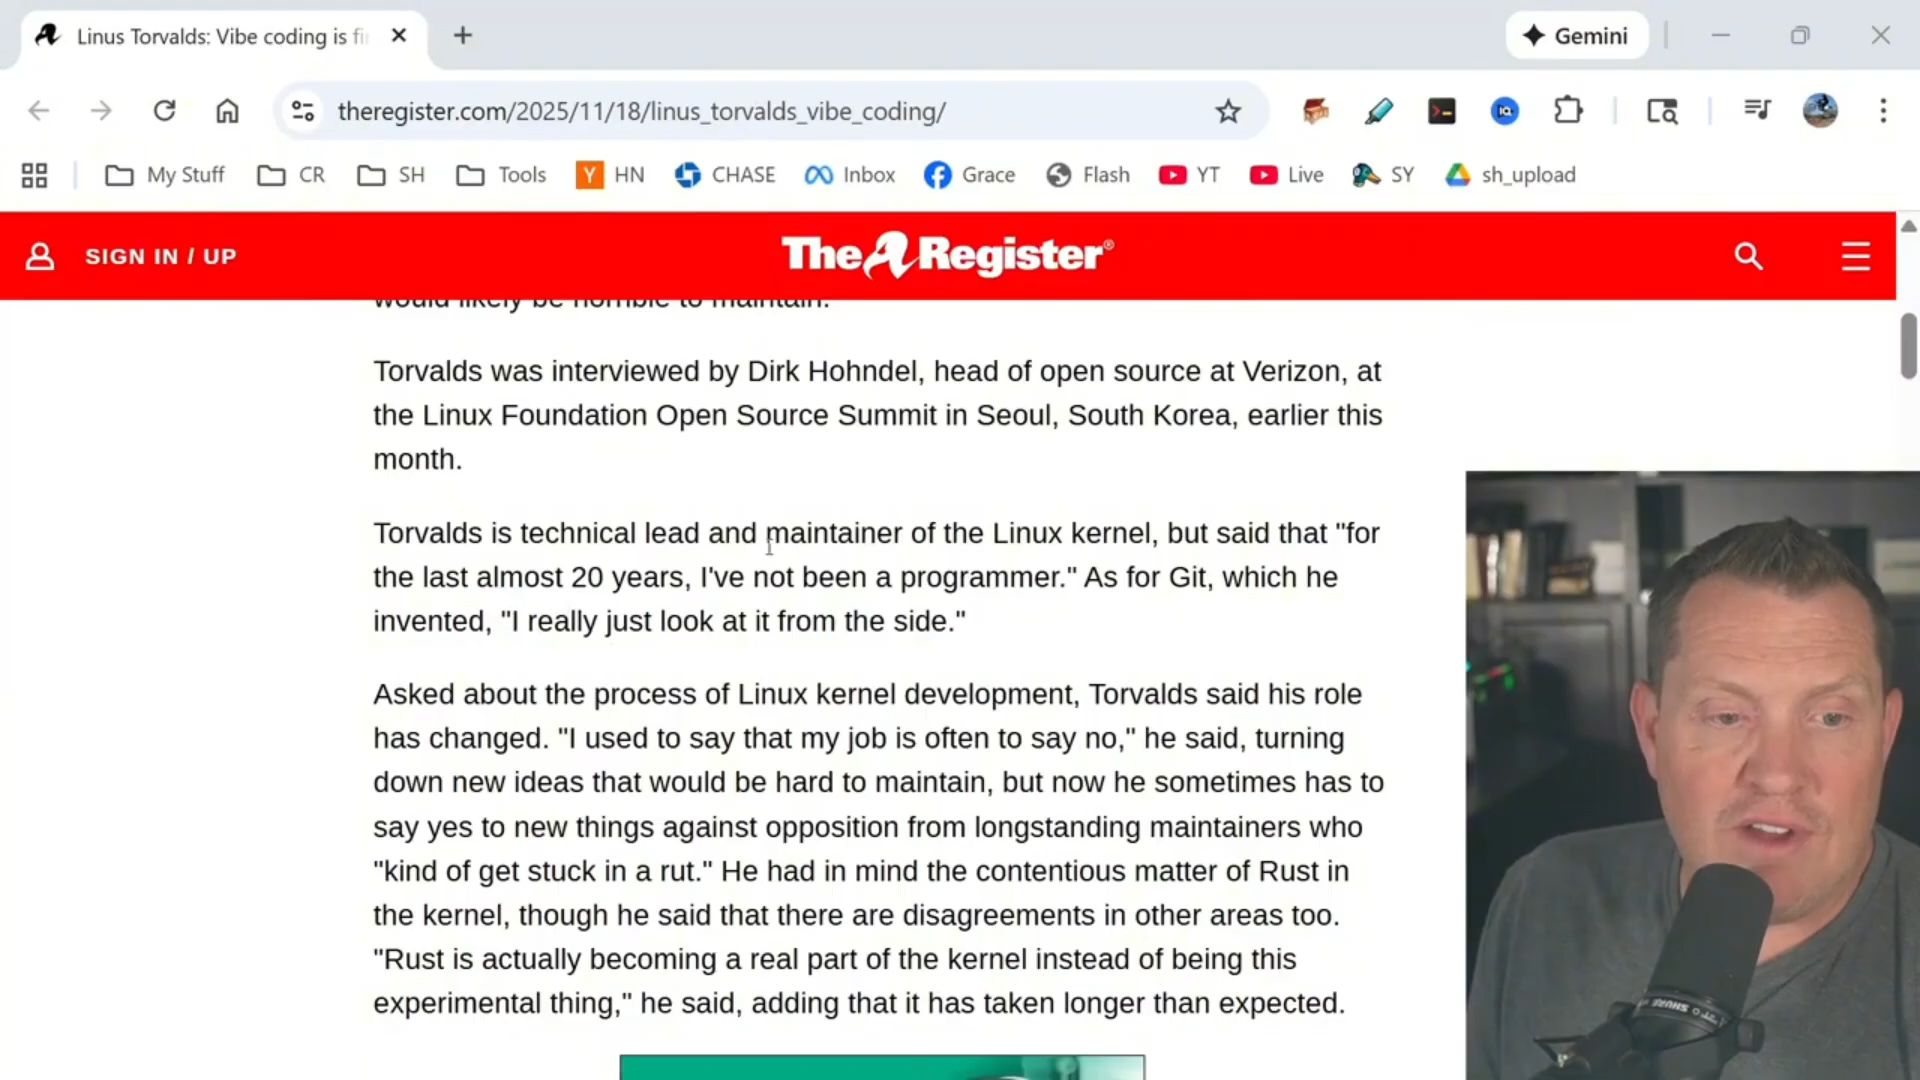 Linus Torvalds: Vibe coding is fi
Gemini
theregister.com/2025/11/18/linus_torvalds_vibe_coding/
My Stuff CR SH Tools HN CHASE Inbox Grace Flash YT Live SY sh_upload
SIGN IN / UP
The Register®
would likely be horrible to maintain.
Torvalds was interviewed by Dirk Hohndel, head of open source at Verizon, at
the Linux Foundation Open Source Summit in Seoul, South Korea, earlier this
month.
Torvalds is technical lead and maintainer of the Linux kernel, but said that "for
the last almost 20 years, I've not been a programmer." As for Git, which he
invented, "I really just look at it from the side."
Asked about the process of Linux kernel development, Torvalds said his role
has changed. "I used to say that my job is often to say no," he said, turning
down new ideas that would be hard to maintain, but now he sometimes has to
say yes to new things against opposition from longstanding maintainers who
"kind of get stuck in a rut." He had in mind the contentious matter of Rust in
the kernel, though he said that there are disagreements in other areas too.
"Rust is actually becoming a real part of the kernel instead of being this
experimental thing," he said, adding that it has taken longer than expected.
SHURE